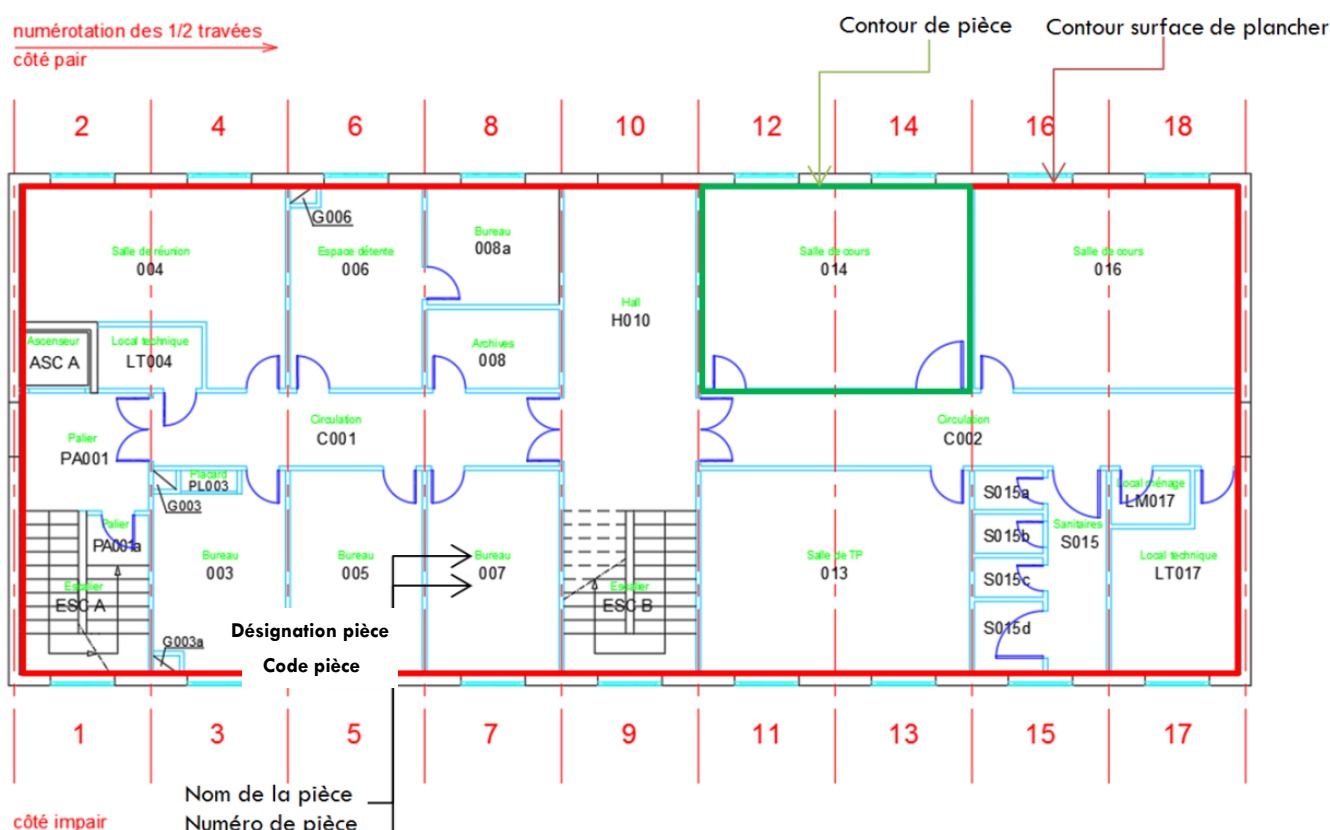 numérotation des 1/2 travées
côté pair
Contour de pièce
Contour surface de plancher
2 4 6 8 10 12 14 16 18
G006
Salle de réunion
004
Espace détente
006
Bureau
008a
Hall
H010
Salle de cours
014
Salle de cours
016
Ascenseur
ASC A
Local technique
LT004
Archives
008
Palier
PA001
Circulation
C001
Circulation
C002
Placard
PL003
G003
Palier
PA001a
Escalier
ESC A
G003a
Bureau
003
Bureau
005
Bureau
007
Escalier
ESC B
Salle de TP
013
S015a
S015b
S015c
S015d
Sanitaires
S015
Local ménage
LM017
Local technique
LT017
Désignation pièce
Code pièce
1 3 5 7 9 11 13 15 17
Nom de la pièce
Numéro de pièce
côté impair